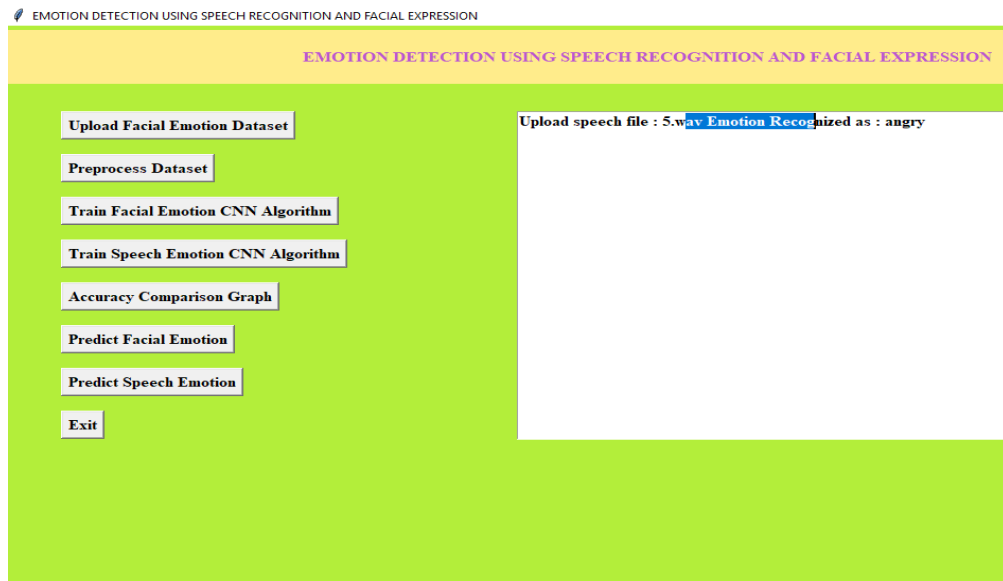 EMOTION DETECTION USING SPEECH RECOGNITION AND FACIAL EXPRESSION
EMOTION DETECTION USING SPEECH RECOGNITION AND FACIAL EXPRESSION
Upload Facial Emotion Dataset
Preprocess Dataset
Train Facial Emotion CNN Algorithm
Train Speech Emotion CNN Algorithm
Accuracy Comparison Graph
Predict Facial Emotion
Predict Speech Emotion
Exit
Upload speech file : 5.wav Emotion Recognized as : angry